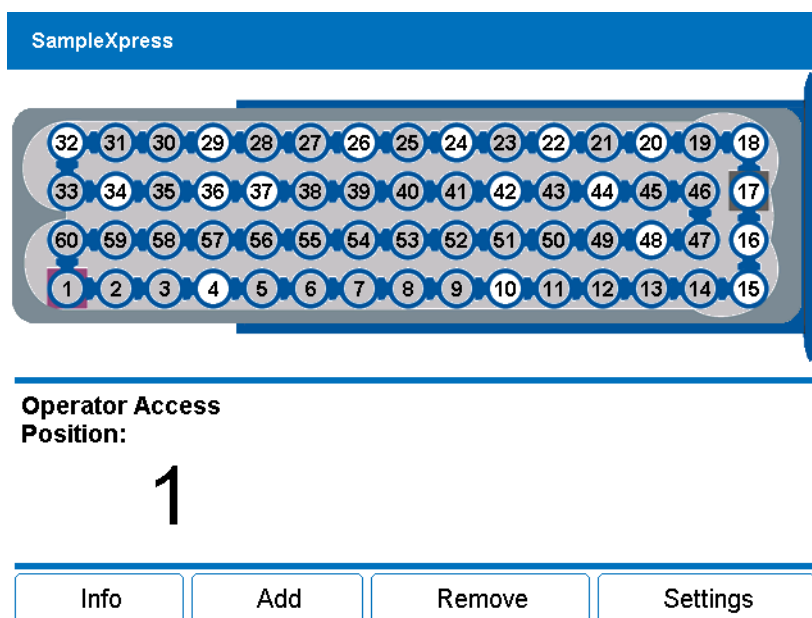 SampleXpress
32 31 30 29 28 27 26 25 24 23 22 21 20 19 18
33 34 35 36 37 38 39 40 41 42 43 44 45 46 17
60 59 58 57 56 55 54 53 52 51 50 49 48 47 16
1 2 3 4 5 6 7 8 9 10 11 12 13 14 15
Operator Access
Position:
1
Info Add Remove Settings